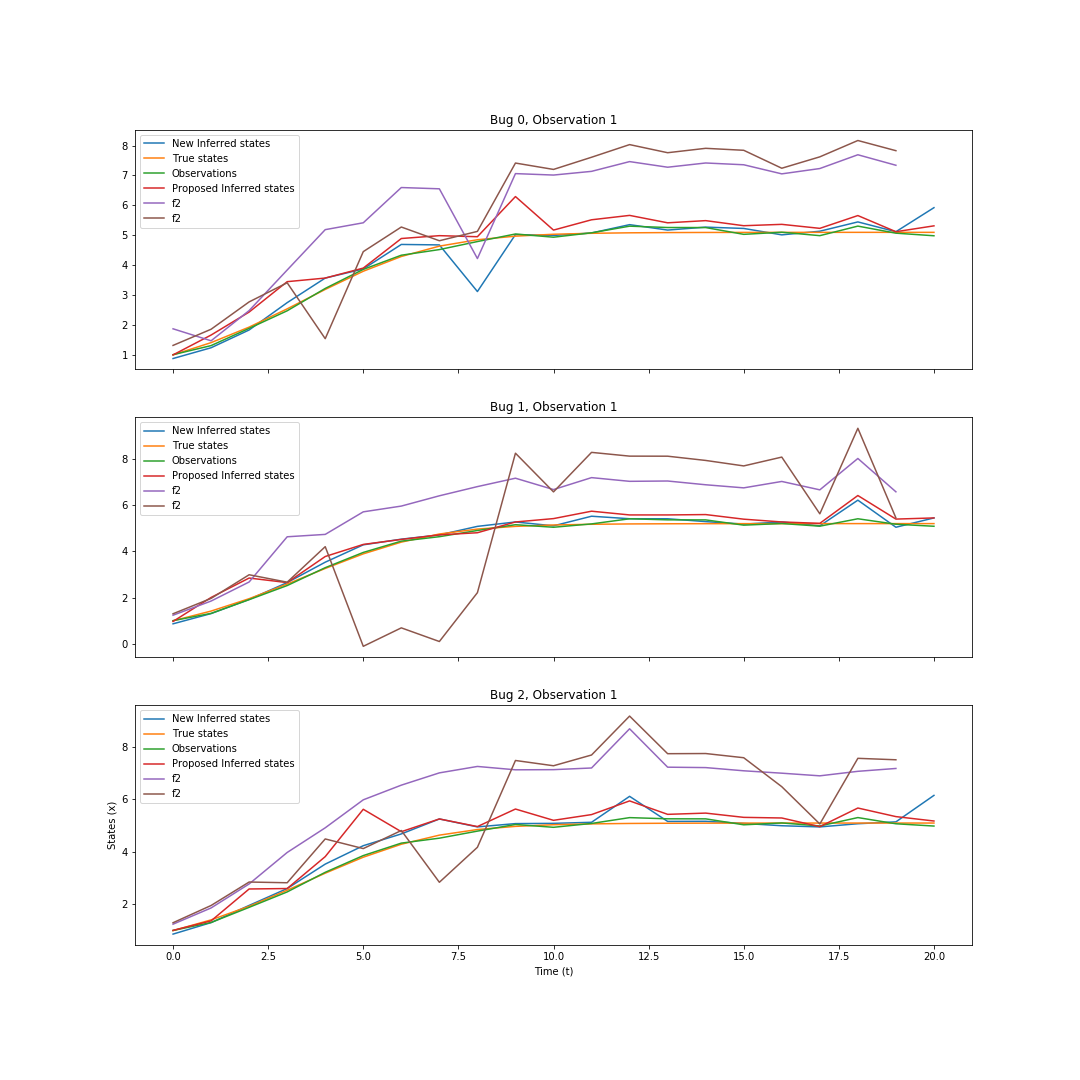 Bug 0, Observation 1
New Inferred states
True states
Observations
Proposed Inferred states
f2
f2
8
7
6
5
4
3
2
1
Bug 1, Observation 1
New Inferred states
True states
Observations
Proposed Inferred states
f2
f2
8
6
4
2
0
Bug 2, Observation 1
New Inferred states
True states
Observations
Proposed Inferred states
f2
f2
States (x)
8
6
4
2
0.0 2.5 5.0 7.5 10.0 12.5 15.0 17.5 20.0
Time (t)